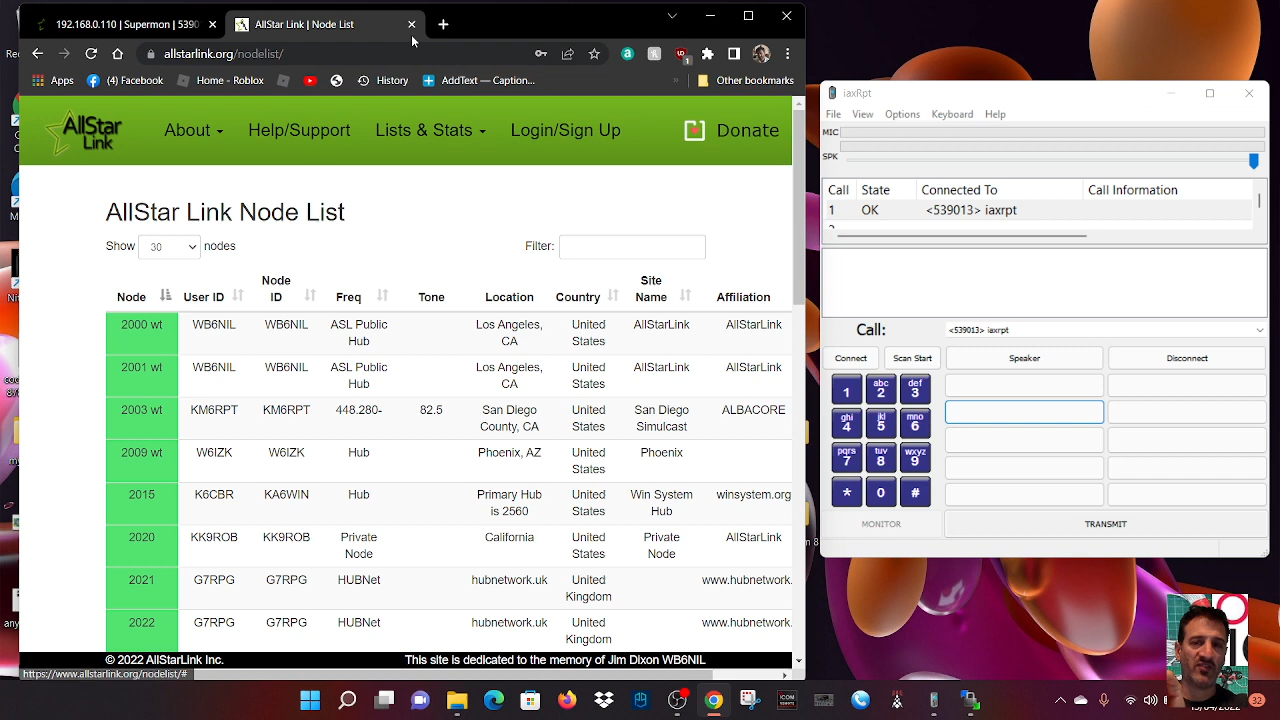 192.168.0.110 | Supermon | 5390
AllStar Link | Node List
allstarlink.org/nodelist/
Apps (4) Facebook Home - Roblox History AddText — Caption... » Other bookmarks
AllStar Link
About Help/Support Lists & Stats Login/Sign Up Donate
AllStar Link Node List
Show 30 nodes Filter:
Node User ID Node ID Freq Tone Location Country Site Name Affiliation
2000 wt WB6NIL WB6NIL ASL Public Hub Los Angeles, CA United States AllStarLink AllStarLink
2001 wt WB6NIL WB6NIL ASL Public Hub Los Angeles, CA United States AllStarLink AllStarLink
2003 wt KM6RPT KM6RPT 448.280- 82.5 San Diego County, CA United States San Diego Simulcast ALBACORE
2009 wt W6IZK W6IZK Hub Phoenix, AZ United States Phoenix
2015 K6CBR KA6WIN Hub Primary Hub is 2560 United States Win System Hub winsystem.org
2020 KK9ROB KK9ROB Private Node California United States Private Node AllStarLink
2021 G7RPG G7RPG HUBNet hubnetwork.uk United Kingdom www.hubnetwork.
2022 G7RPG G7RPG HUBNet hubnetwork.uk United Kingdom www.hubnetwork.
© 2022 AllStarLink Inc. This site is dedicated to the memory of Jim Dixon WB6NIL
https://www.allstarlink.org/nodelist/#
iaxRpt
File View Options Keyboard Help
MIC
SPK
Call State Connected To Call Information
1 OK <539013> iaxrpt
Call: <539013> iaxrpt
Connect Scan Start Speaker Disconnect
1 abc 2 def 3
ghi 4 jkl 5 mno 6
pqrs 7 tuv 8 wxyz 9
* 0 #
MONITOR TRANSMIT
ICOM
32